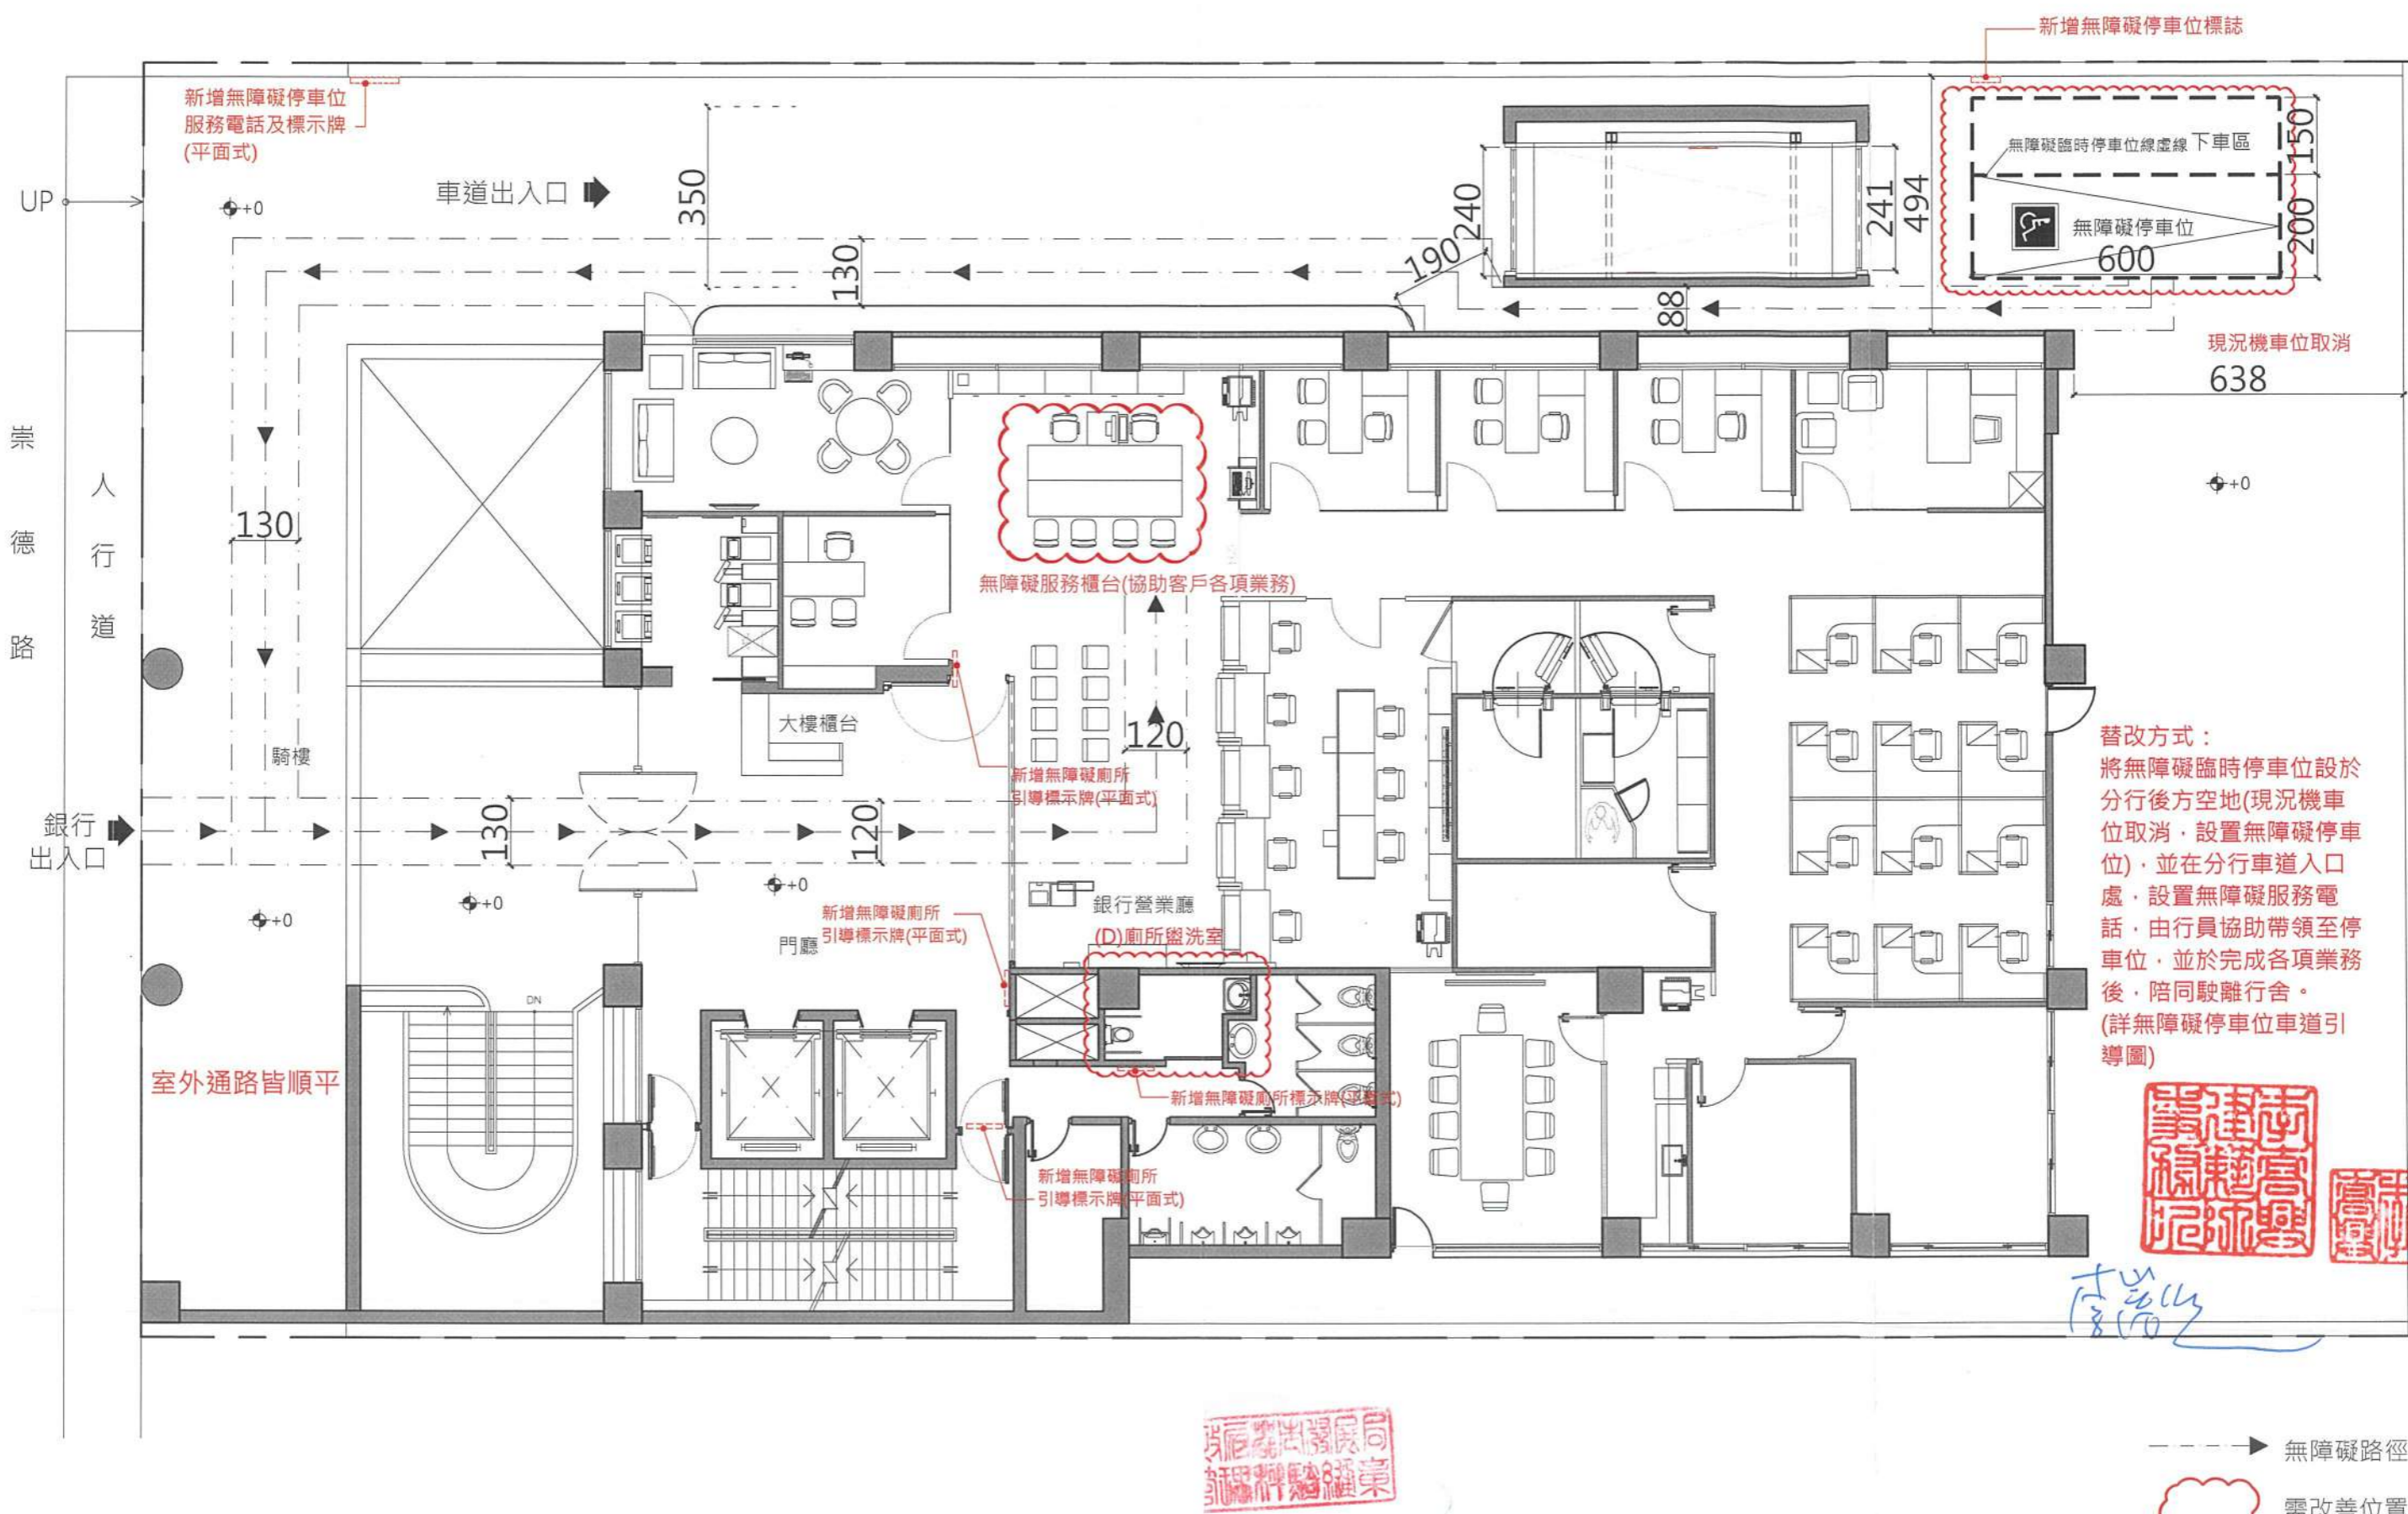 新增無障礙停車位標誌
新增無障礙停車位
服務電話及標示牌
(平面式)
UP
+0
車道出入口
350
130
190
240
241
494
88
無障礙臨時停車位線虛線
下車區
150
無障礙停車位
200
600
現況機車位取消
638
+0
崇德路
人行道
130
無障礙服務櫃台(協助客戶各項業務)
大樓櫃台
騎樓
120
新增無障礙廁所
引導標示牌(平面式)
銀行
出入口
130
120
+0
+0
+0
銀行營業廳
新增無障礙廁所
引導標示牌(平面式)
門廳
(D)廁所盥洗室
DN
室外通路皆順平
新增無障礙廁所標示牌(平面式)
新增無障礙廁所
引導標示牌(平面式)
替改方式：
將無障礙臨時停車位設於
分行後方空地(現況機車
位取消，設置無障礙停車
位)，並在分行車道入口
處，設置無障礙服務電
話，由行員協助帶領至停
車位，並於完成各項業務
後，陪同駛離行舍。
(詳無障礙停車位車道引
導圖)
無障礙路徑
需改善位置